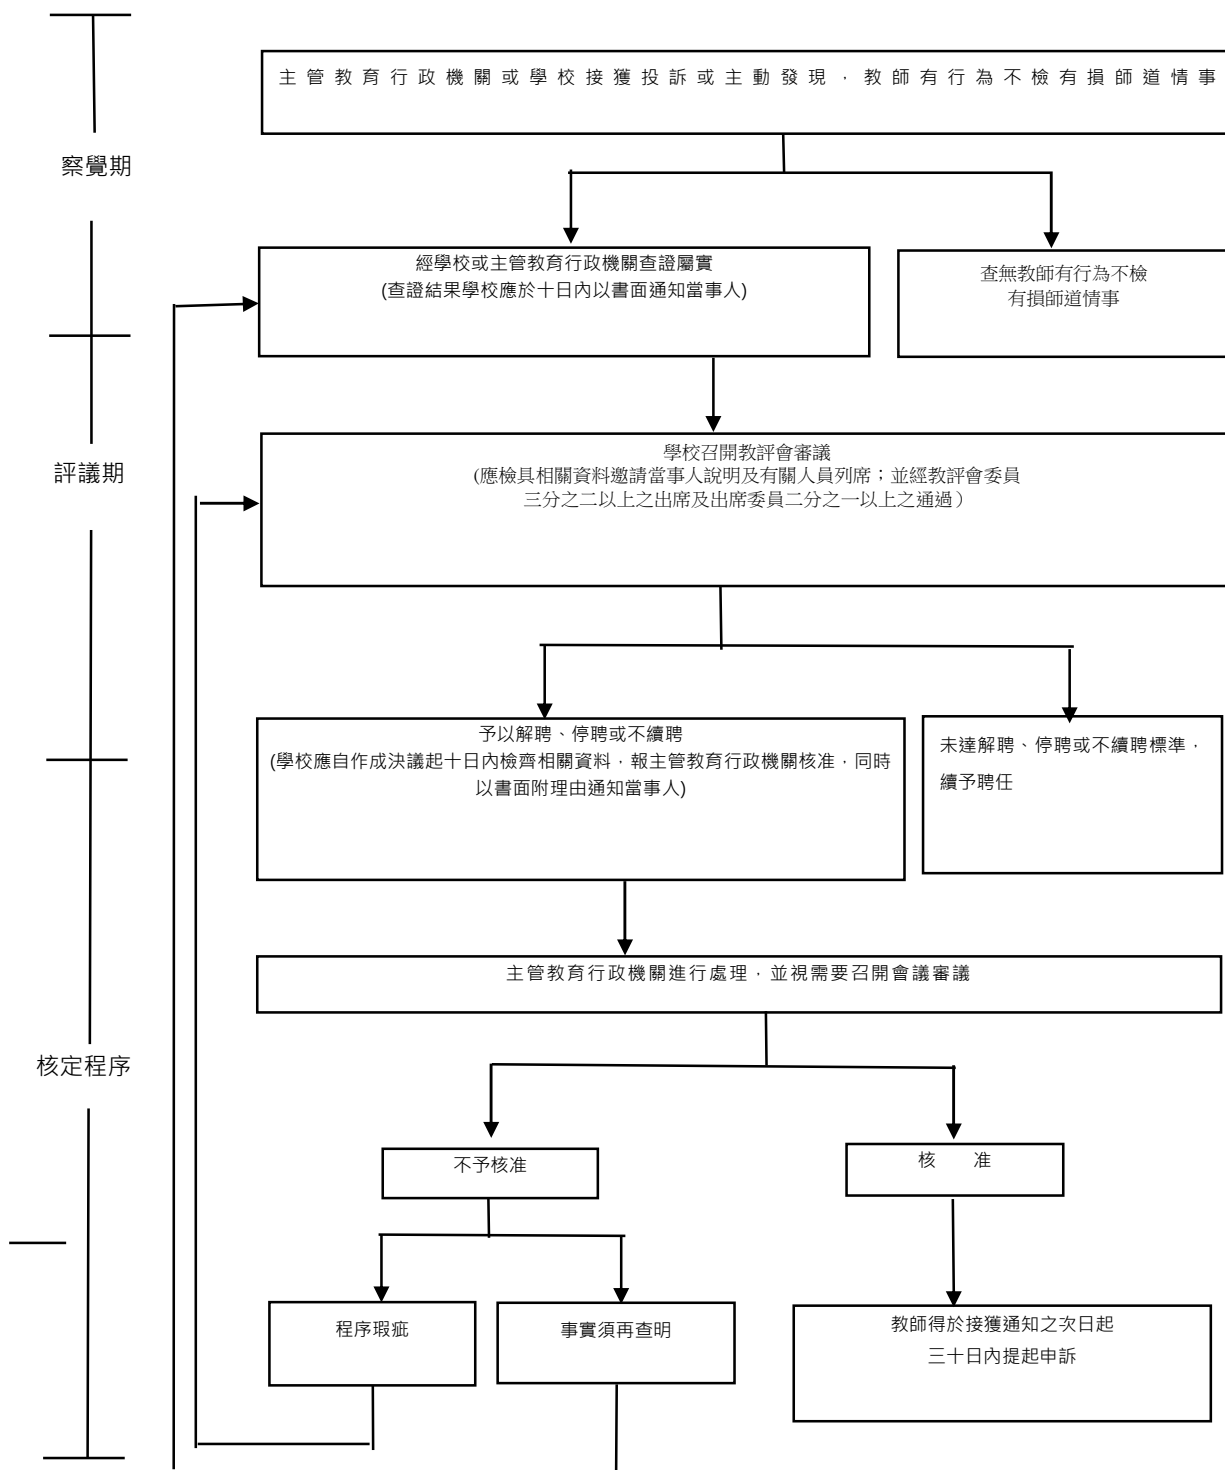 主管教育行政機關或學校接獲投訴或主動發現，教師有行為不檢有損師道情事
察覺期
經學校或主管教育行政機關查證屬實
(查證結果學校應於十日內以書面通知當事人)
查無教師有行為不檢
有損師道情事
評議期
學校召開教評會審議
(應檢具相關資料邀請當事人說明及有關人員列席；並經教評會委員
三分之二以上之出席及出席委員二分之一以上之通過）
予以解聘、停聘或不續聘
(學校應自作成決議起十日內檢齊相關資料，報主管教育行政機關核准，同時
以書面附理由通知當事人)
未達解聘、停聘或不續聘標準，
續予聘任
主管教育行政機關進行處理，並視需要召開會議審議
核定程序
不予核准
核　　准
程序瑕疵
事實須再查明
教師得於接獲通知之次日起
三十日內提起申訴